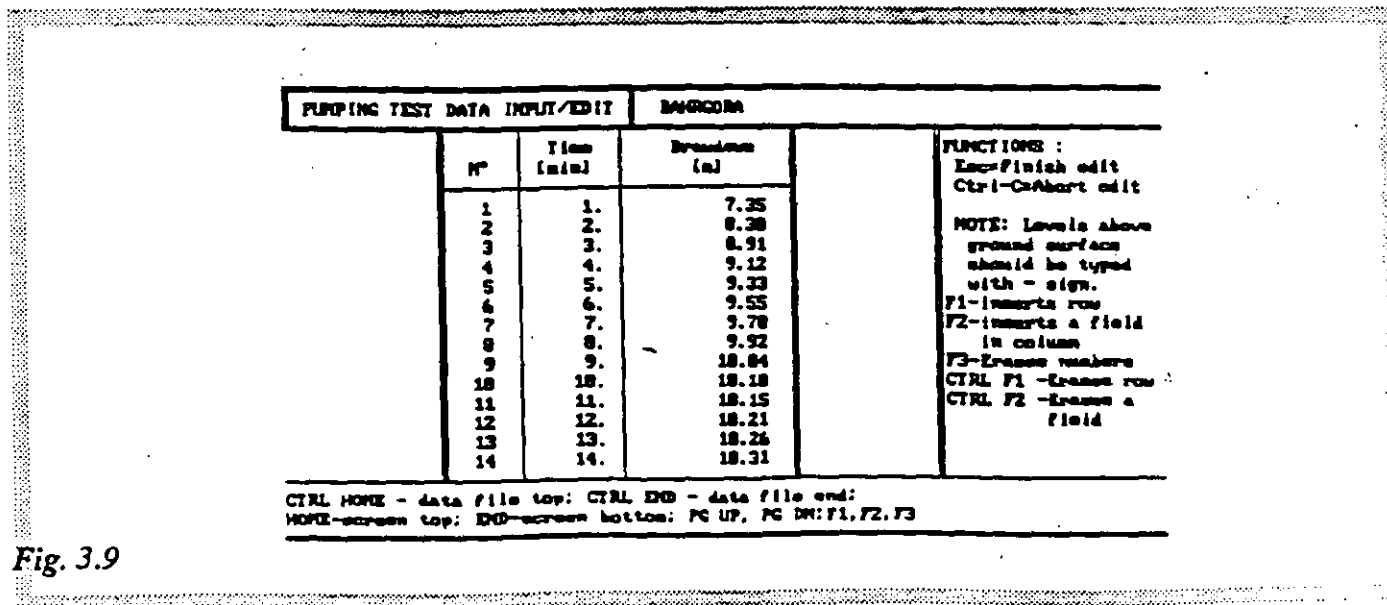 PUMPING TEST DATA INPUT/EDIT
N° Time [min] Drawdown [m]
1 1. 7.35
2 2.
3 3. 8.91
4 4. 9.12
5 5. 9.33
6 6. 9.55
7 7.
8 8. 9.92
9 9. 10.04
10 10. 10.10
11 11. 10.15
12 12. 10.21
13 13. 10.26
14 14. 10.31
FUNCTIONS :
Esc=Finish edit
Ctrl-C=Abort edit
NOTE: Levels above
ground surface
should be typed
with - sign.
F1-inserts row
F2-inserts a field
in column
F3-Erases numbers
CTRL F1 -Erases row
CTRL F2 -Erases a
field
CTRL HOME - data file top; CTRL END - data file end;
HOME-screen top; END-screen bottom; PG UP, PG DN;F1,F2,F3
Fig. 3.9